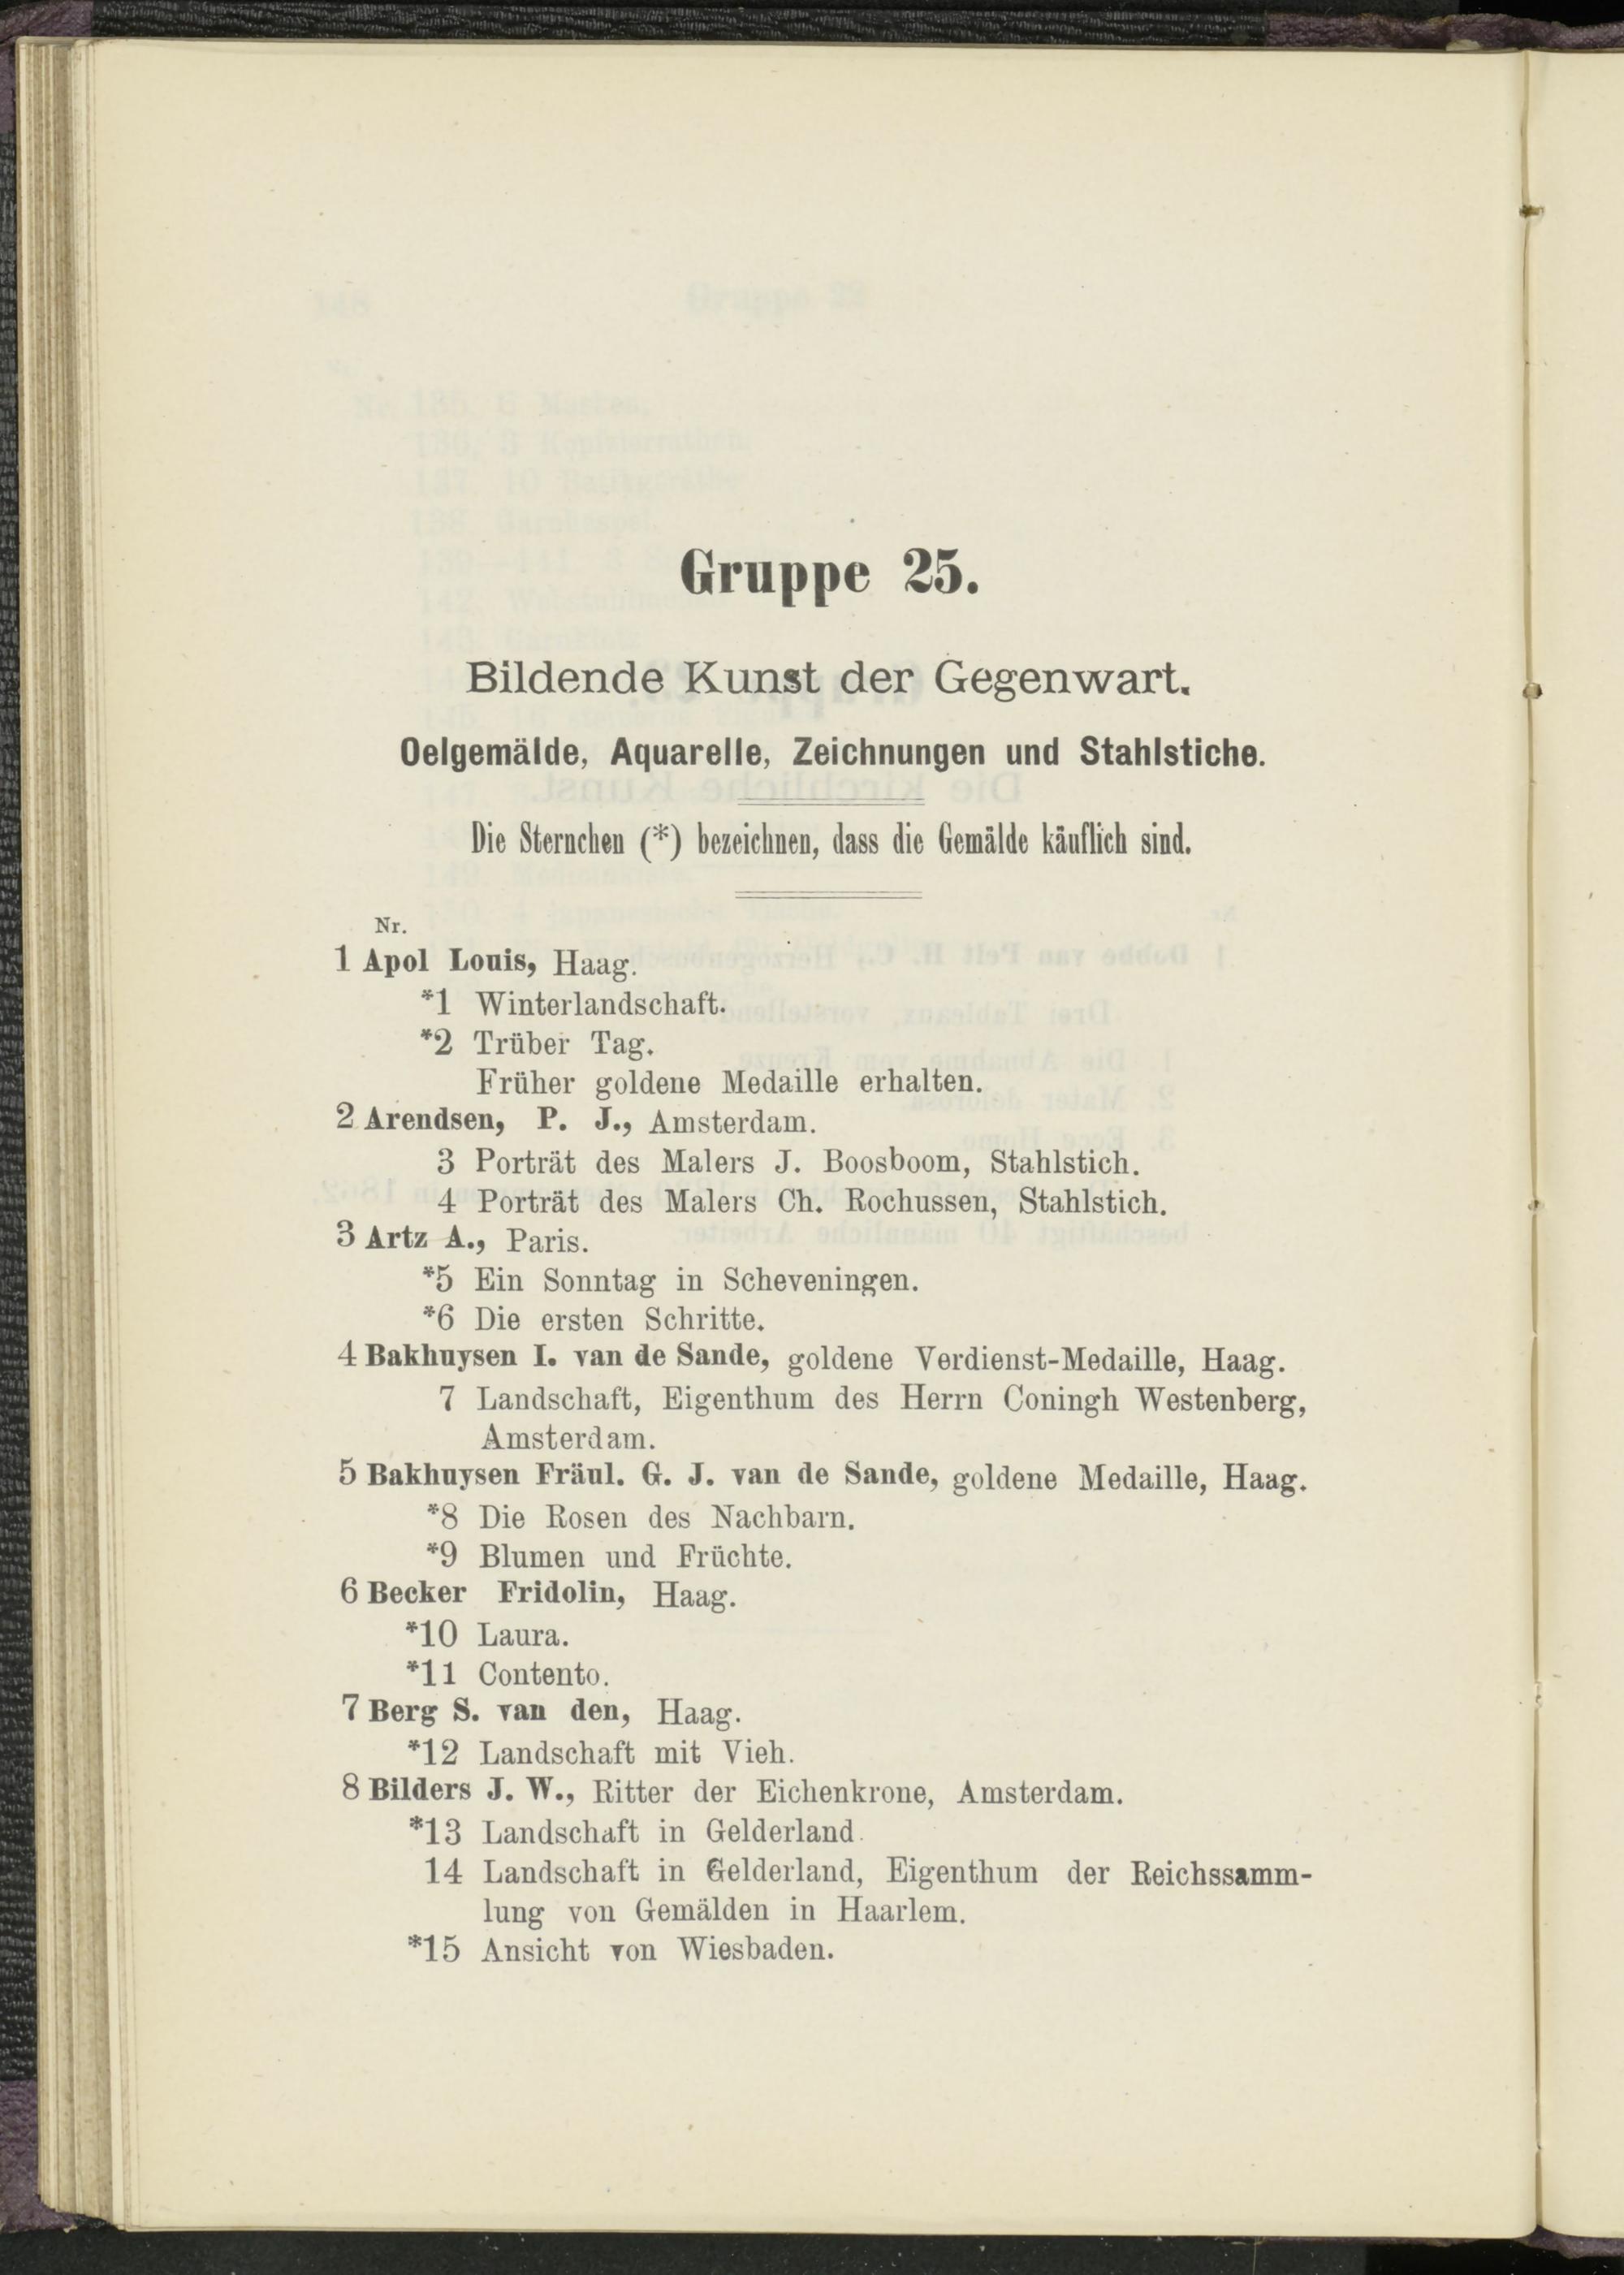 Gruppe 25.
Bildende Kunst der Gegenwart.
Oelgemälde, Aquarelle, Zeichnungen und Stahlstiche.
Die Sternchen (*) bezeichnen, dass die Gemälde käuflich sind.
Nr.
1 Apol Louis, Haag.
*1 Winterlandschaft.
*2 Trüber Tag.
Früher goldene Medaille erhalten.
2 Arendsen, P. J., Amsterdam.
3 Porträt des Malers J. Boosboom, Stahlstich.
4 Porträt des Malers Ch. Rochussen, Stahlstich.
3 Artz A., Paris.
*5 Ein Sonntag in Scheveningen.
*6 Die ersten Schritte.
4 Bakhuysen I. van de Sande, goldene Verdienst-Medaille, Haag.
7 Landschaft, Eigenthum des Herrn Coningh Westenberg,
Amsterdam.
5 Bakhuysen Fräul. G. J. van de Sande, goldene Medaille, Haag.
*8 Die Rosen des Nachbarn.
*9 Blumen und Früchte.
6 Becker Fridolin, Haag.
*10 Laura.
*11 Contento.
7 Berg S. van den, Haag.
*12 Landschaft mit Vieh.
8 Bilders J. W., Ritter der Eichenkrone, Amsterdam.
*13 Landschaft in Gelderland.
14 Landschaft in Gelderland, Eigenthum der Reichssamm-
lung von Gemälden in Haarlem.
*15 Ansicht von Wiesbaden.